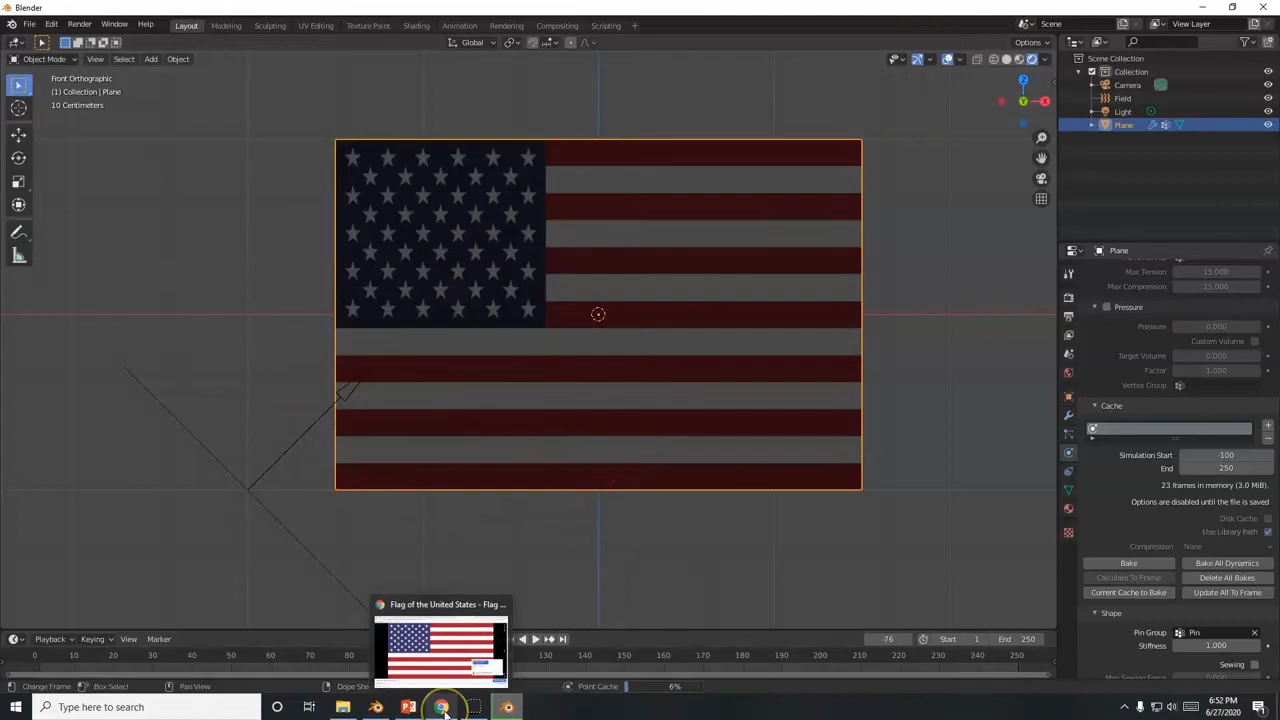 Blender
File Edit Render Window Help
Layout Modeling Sculpting UV Editing Texture Paint Shading Animation Rendering Compositing Scripting +
Scene
View Layer
Global
Options
Object Mode View Select Add Object
Front Orthographic
(1) Collection | Plane
10 Centimeters
Z
Y
X
Scene Collection
Collection
Camera
Field
Light
Plane
Plane
Max Tension 15.000
Max Compression 15.000
Pressure
Pressure 0.000
Custom Volume
Target Volume 0.000
Factor 1.000
Vertex Group
Cache
Simulation Start -100
End 250
23 frames in memory (3.0 MiB).
Options are disabled until the file is saved
Disk Cache
Use Library Path
Compression None
Bake Bake All Dynamics
Calculate To Frame Delete All Bakes
Current Cache to Bake Update All To Frame
Shape
Pin Group Pin
Stiffness 1.000
Sewing
Flag of the United States - Flag ...
Playback Keying View Marker
-76 Start 1 End 250
0 10 20 30 40 50 60 70 80 130 140 150 160 170 180 190 200 210 220 230 240 250
Change Frame Box Select Pan View Dope She
Point Cache 6%
Type here to search
6:52 PM
6/27/2020